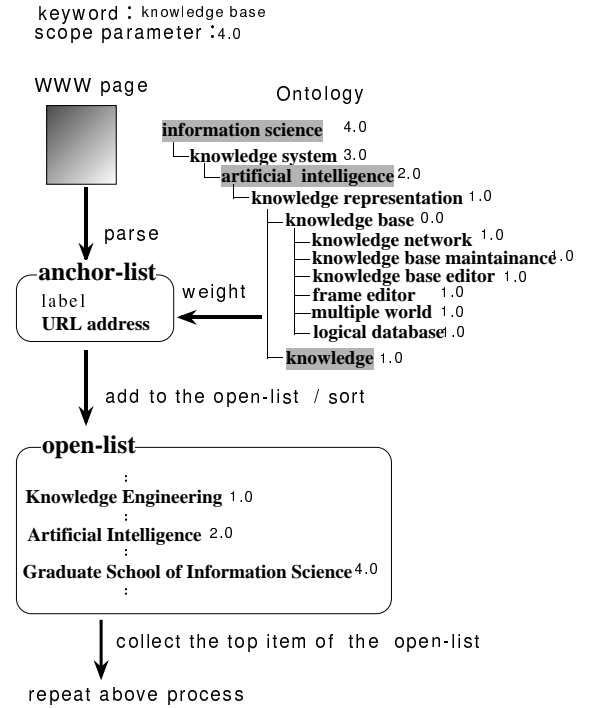 keyword : knowledge base
scope parameter : 4.0
WWW page
Ontology
information science 4.0
knowledge system 3.0
artificial intelligence 2.0
knowledge representation 1.0
knowledge base 0.0
knowledge network 1.0
knowledge base maintainance 1.0
knowledge base editor 1.0
frame editor 1.0
multiple world 1.0
logical database 1.0
knowledge 1.0
parse
anchor-list
label
URL address
weight
add to the open-list / sort
open-list
:
Knowledge Engineering 1.0
:
Artificial Intelligence 2.0
:
Graduate School of Information Science 4.0
:
collect the top item of the open-list
repeat above process